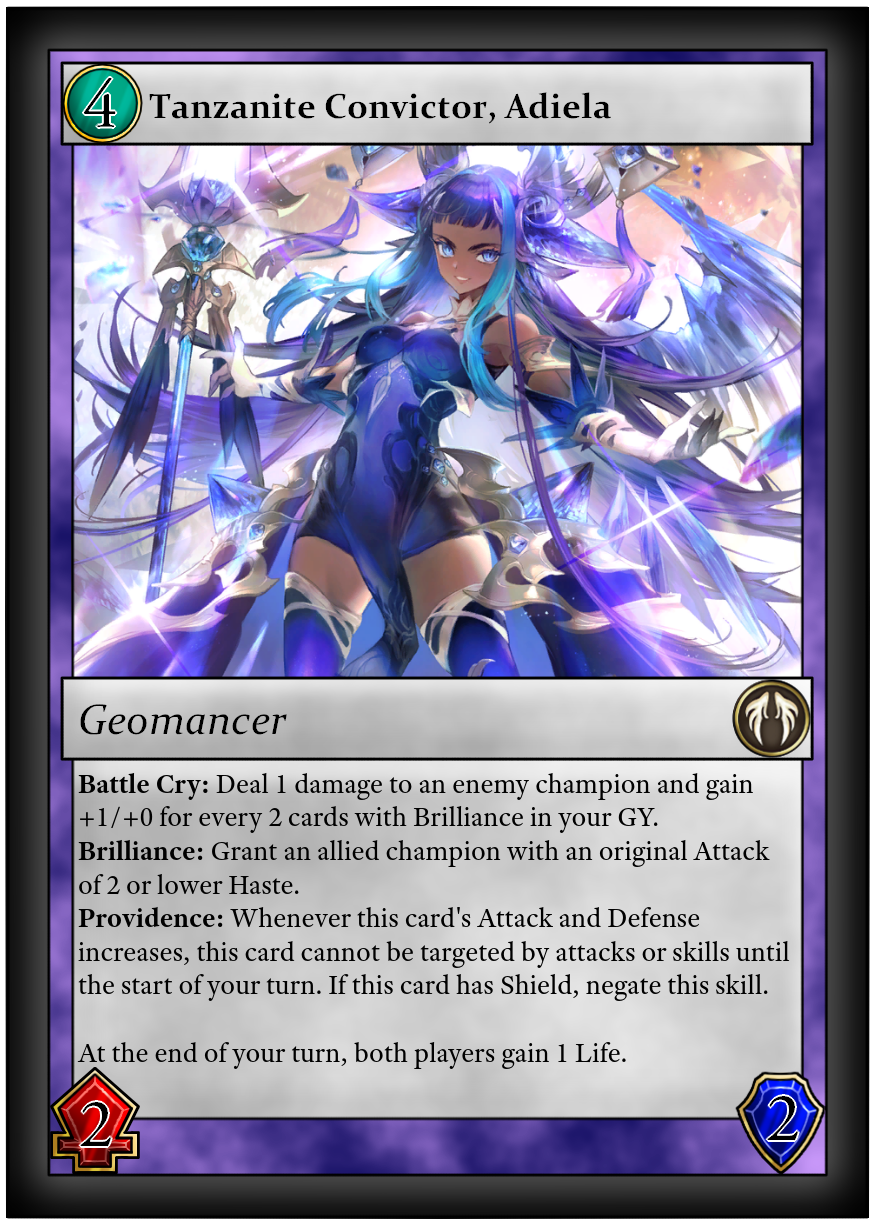 4 Tanzanite Convictor, Adiela
Geomancer
Battle Cry: Deal 1 damage to an enemy champion and gain
+1/+0 for every 2 cards with Brilliance in your GY.
Brilliance: Grant an allied champion with an original Attack
of 2 or lower Haste.
Providence: Whenever this card's Attack and Defense
increases, this card cannot be targeted by attacks or skills until
the start of your turn. If this card has Shield, negate this skill.
At the end of your turn, both players gain 1 Life.
2 2